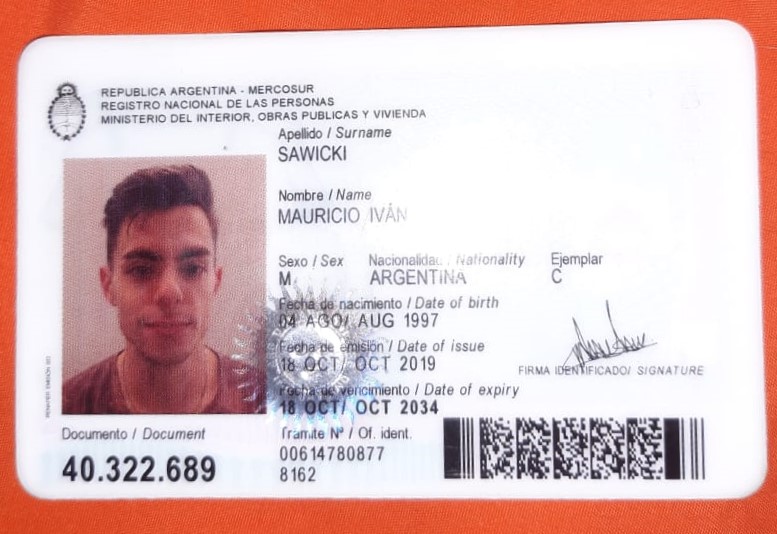 REPUBLICA ARGENTINA - MERCOSUR
REGISTRO NACIONAL DE LAS PERSONAS
MINISTERIO DEL INTERIOR, OBRAS PUBLICAS Y VIVIENDA
Apellido / Surname
SAWICKI
Nombre / Name
MAURICIO IVÁN
Sexo / Sex Nacionalidad / Nationality Ejemplar
M ARGENTINA C
Fecha de nacimiento / Date of birth
04 AGO/ AUG 1997
Fecha de emisión / Date of issue
18 OCT/ OCT 2019
FIRMA IDENTIFICADO/ SIGNATURE
Fecha de vencimiento / Date of expiry
18 OCT/ OCT 2034
Documento / Document
40.322.689
Trámite Nº / Of. ident.
00614780877
8162